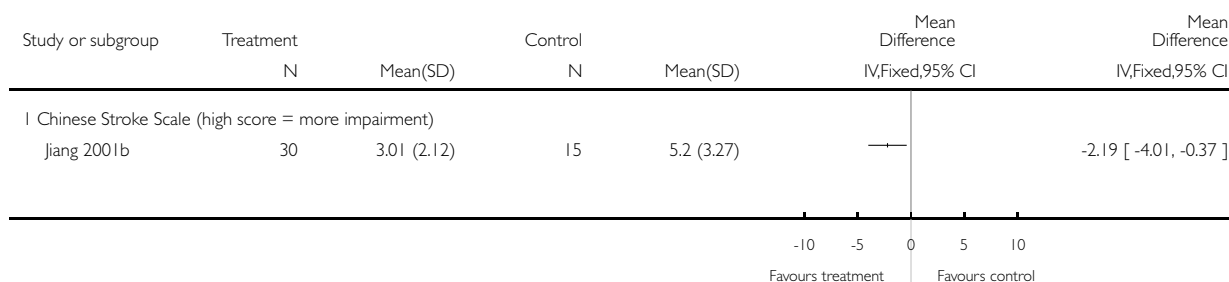 Study or subgroup Treatment Control Mean Difference Mean Difference
N Mean(SD) N Mean(SD) IV,Fixed,95% CI IV,Fixed,95% CI
1 Chinese Stroke Scale (high score = more impairment)
Jiang 2001b 30 3.01 (2.12) 15 5.2 (3.27) -2.19 [ -4.01, -0.37 ]
-10 -5 0 5 10
Favours treatment Favours control